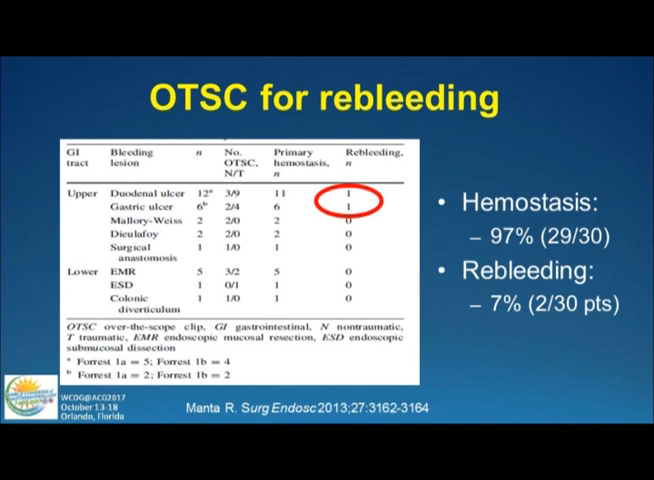 OTSC for rebleeding
GI tract Bleeding lesion n No. OTSC, N/T Primary hemostasis, n Rebleeding, n
Upper Duodenal ulcer 12a 3/9 11 1
Gastric ulcer 6b 2/4 6 1
Mallory-Weiss 2 2/0 2 0
Dieulafoy 2 2/0 2 0
Surgical anastomosis 1 1/0 1 0
Lower EMR 5 3/2 5 0
ESD 1 0/1 1 0
Colonic diverticulum 1 1/0 1 0
OTSC over-the-scope clip, GI gastrointestinal, N nontraumatic,
T traumatic, EMR endoscopic mucosal resection, ESD endoscopic
submucosal dissection
a Forrest 1a = 5; Forrest 1b = 4
b Forrest 1a = 2; Forrest 1b = 2
• Hemostasis:
– 97% (29/30)
• Rebleeding:
– 7% (2/30 pts)
WCOG@ACG2017
October 13-18
Orlando, Florida
Manta R. Surg Endosc 2013;27:3162-3164